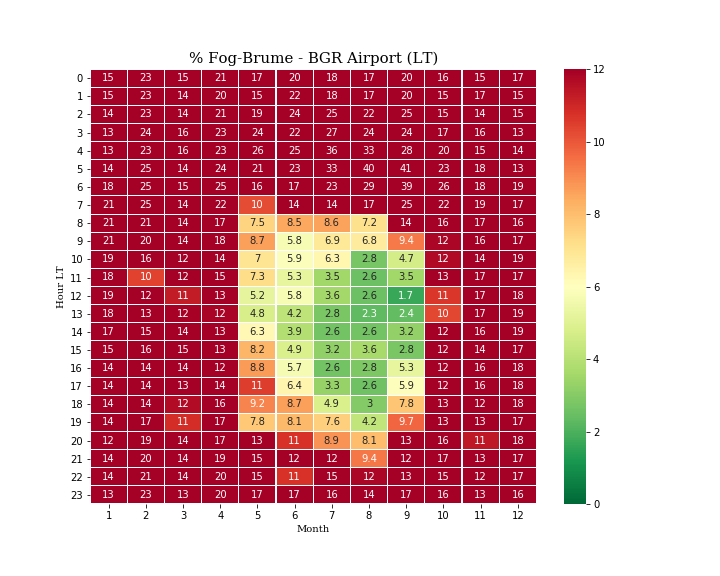 % Fog-Brume - BGR Airport (LT)
0 15 23 15 21 17 20 18 17 20 16 15 17
1 15 23 14 20 15 22 18 17 20 15 17 15
2 14 23 14 21 19 24 25 22 25 15 14 15
3 13 24 16 23 24 22 27 24 24 17 16 13
4 13 23 16 23 26 25 36 33 28 20 15 14
5 14 25 14 24 21 23 33 40 41 23 18 13
6 18 25 15 25 16 17 23 29 39 26 18 19
7 21 25 14 22 10 14 14 17 25 22 19 17
8 21 21 14 17 7.5 8.5 8.6 7.2 14 16 17 16
9 21 20 14 18 8.7 5.8 6.9 6.8 9.4 12 16 17
10 19 16 12 14 7 5.9 6.3 2.8 4.7 12 14 19
11 18 10 12 15 7.3 5.3 3.5 2.6 3.5 13 17 17
12 19 12 11 13 5.2 5.8 3.6 2.6 1.7 11 17 18
13 18 13 12 12 4.8 4.2 2.8 2.3 2.4 10 17 19
14 17 15 14 13 6.3 3.9 2.6 2.6 3.2 12 16 19
15 15 16 15 13 8.2 4.9 3.2 3.6 2.8 12 14 17
16 14 14 14 12 8.8 5.7 2.6 2.8 5.3 12 16 18
17 14 14 13 14 11 6.4 3.3 2.6 5.9 12 16 18
18 14 14 12 16 9.2 8.7 4.9 3 7.8 13 12 18
19 14 17 11 17 7.8 8.1 7.6 4.2 9.7 13 13 17
20 12 19 14 17 13 11 8.9 8.1 13 16 11 18
21 14 20 14 19 15 12 12 9.4 12 17 13 17
22 14 21 14 20 15 11 15 12 13 15 12 17
23 13 23 13 20 17 17 16 14 17 16 13 16
1 2 3 4 5 6 7 8 9 10 11 12
Month
Hour LT
12
10
8
6
4
2
0